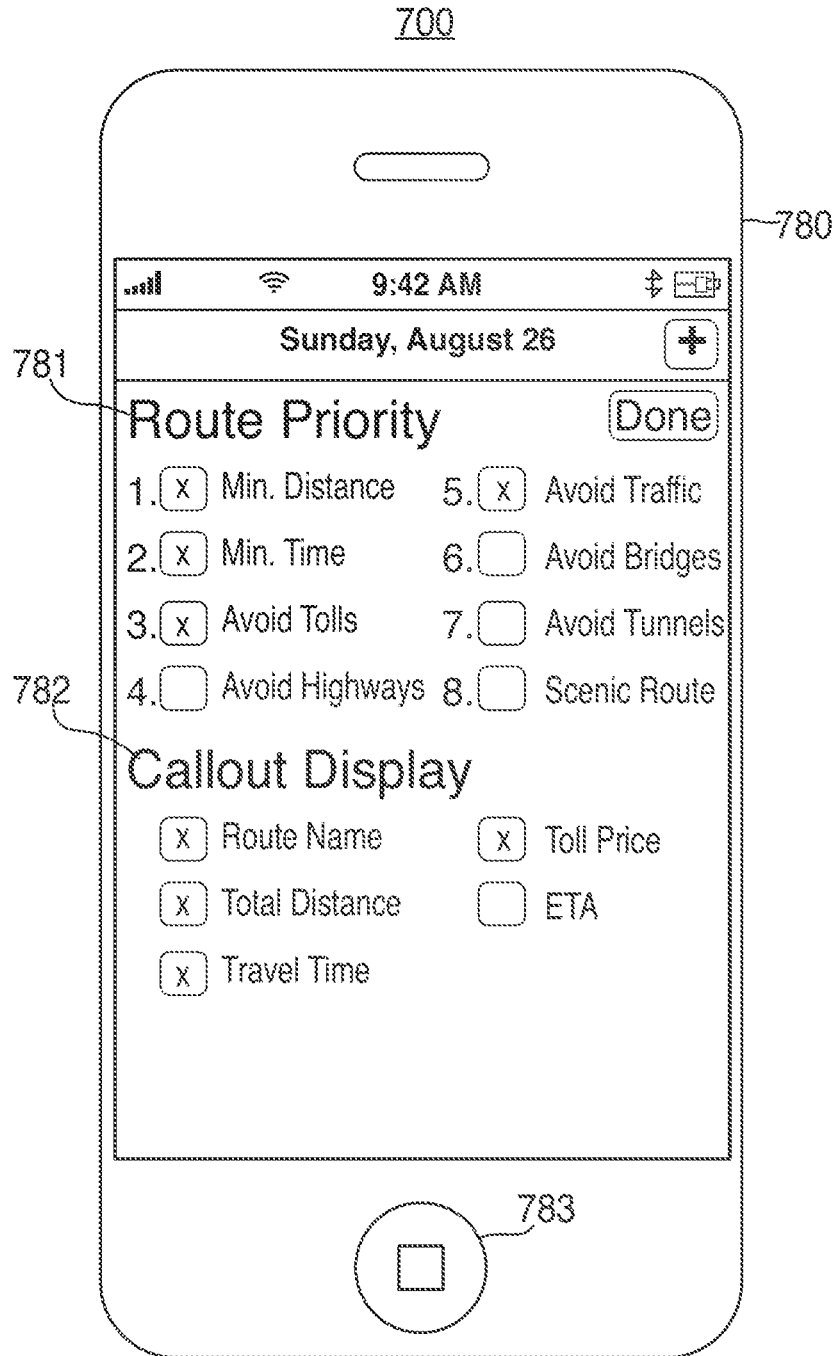 700
780
9:42 AM
Sunday, August 26 +
781
Route Priority Done
1. x Min. Distance 5. x Avoid Traffic
2. x Min. Time 6. Avoid Bridges
3. x Avoid Tolls 7. Avoid Tunnels
782
4. Avoid Highways 8. Scenic Route
Callout Display
x Route Name x Toll Price
x Total Distance ETA
x Travel Time
783